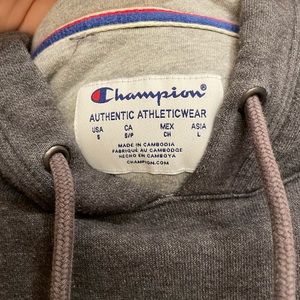 Champion
AUTHENTIC ATHLETICWEAR
USA CA MEX ASIA
S S/P CH L
MADE IN CAMBODIA
FABRIQUÉ AU CAMBODGE
HECHO EN CAMBOYA
CHAMPION.COM